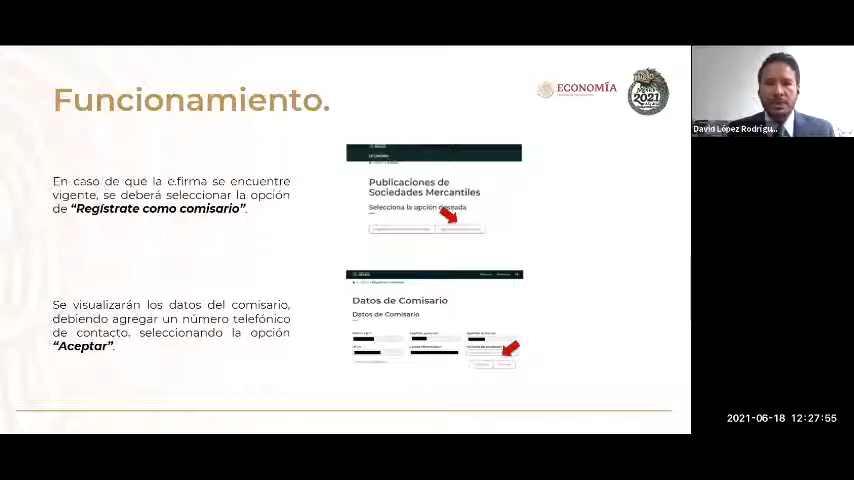 Funcionamiento.
ECONOMÍA
México
2021
David López Rodrígu...
En caso de que la e.firma se encuentre
vigente, se deberá seleccionar la opción
de “Regístrate como comisario”.
Publicaciones de
Sociedades Mercantiles
Selecciona la opción deseada
Se visualizarán los datos del comisario,
debiendo agregar un número telefónico
de contacto, seleccionando la opción
“Aceptar”.
Datos de Comisario
Datos de Comisario
2021-06-18 12:27:55